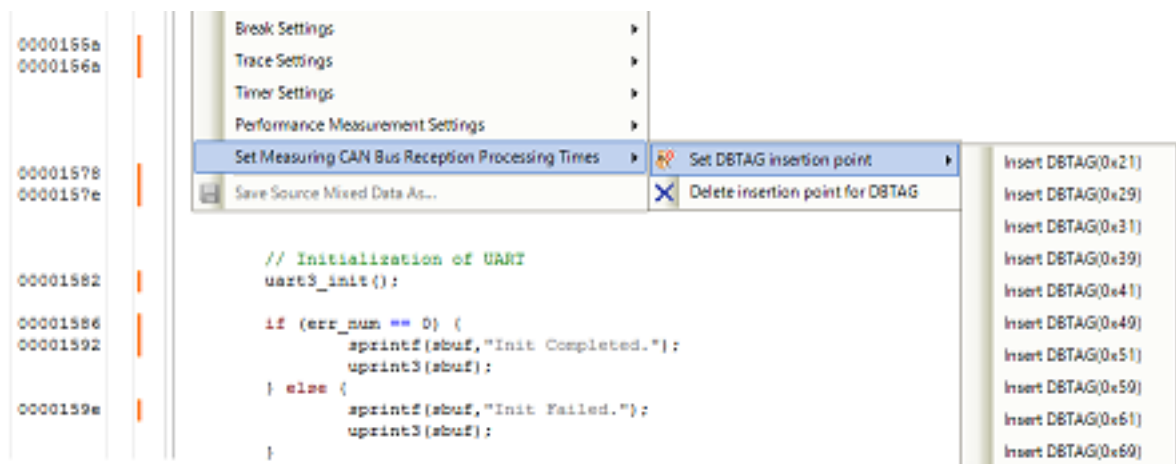 Break Settings
0000155a
Trace Settings
0000156a
Timer Settings
Performance Measurement Settings
Set Measuring CAN Bus Reception Processing Times
Set DBTAG insertion point
Insert DBTAG(0x21)
00001578
0000157e
Save Source Mixed Data As...
Delete insertion point for DBTAG
Insert DBTAG(0x29)
Insert DBTAG(0x31)
// Initialization of UART
Insert DBTAG(0x39)
00001582
uart3_init();
Insert DBTAG(0x41)
00001586
if (err_num == 0) {
Insert DBTAG(0x49)
00001592
sprintf(sbuf,"Init Completed.");
Insert DBTAG(0x51)
uprint3(sbuf);
} else {
Insert DBTAG(0x59)
0000159e
sprintf(sbuf,"Init Failed.");
Insert DBTAG(0x61)
uprint3(sbuf);
}
Insert DBTAG(0x69)